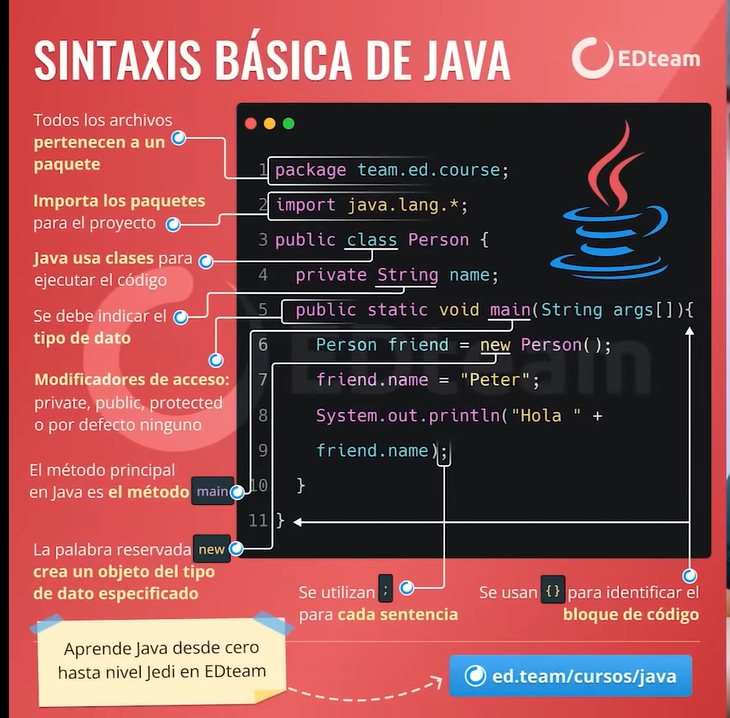 SINTAXIS BÁSICA DE JAVA
EDteam
Todos los archivos
pertenecen a un
paquete
Importa los paquetes
para el proyecto
Java usa clases para
ejecutar el código
Se debe indicar el
tipo de dato
Modificadores de acceso:
private, public, protected
o por defecto ninguno
El método principal
en Java es el método main
La palabra reservada new
crea un objeto del tipo
de dato especificado
1 package team.ed.course;
2 import java.lang.*;
3 public class Person {
4 private String name;
5 public static void main(String args[]){
6 Person friend = new Person();
7 friend.name = "Peter";
8 System.out.println("Hola " +
9 friend.name);
10 }
11 }
EDteam
Se utilizan ;
para cada sentencia
Se usan {} para identificar el
bloque de código
Aprende Java desde cero
hasta nivel Jedi en EDteam
ed.team/cursos/java